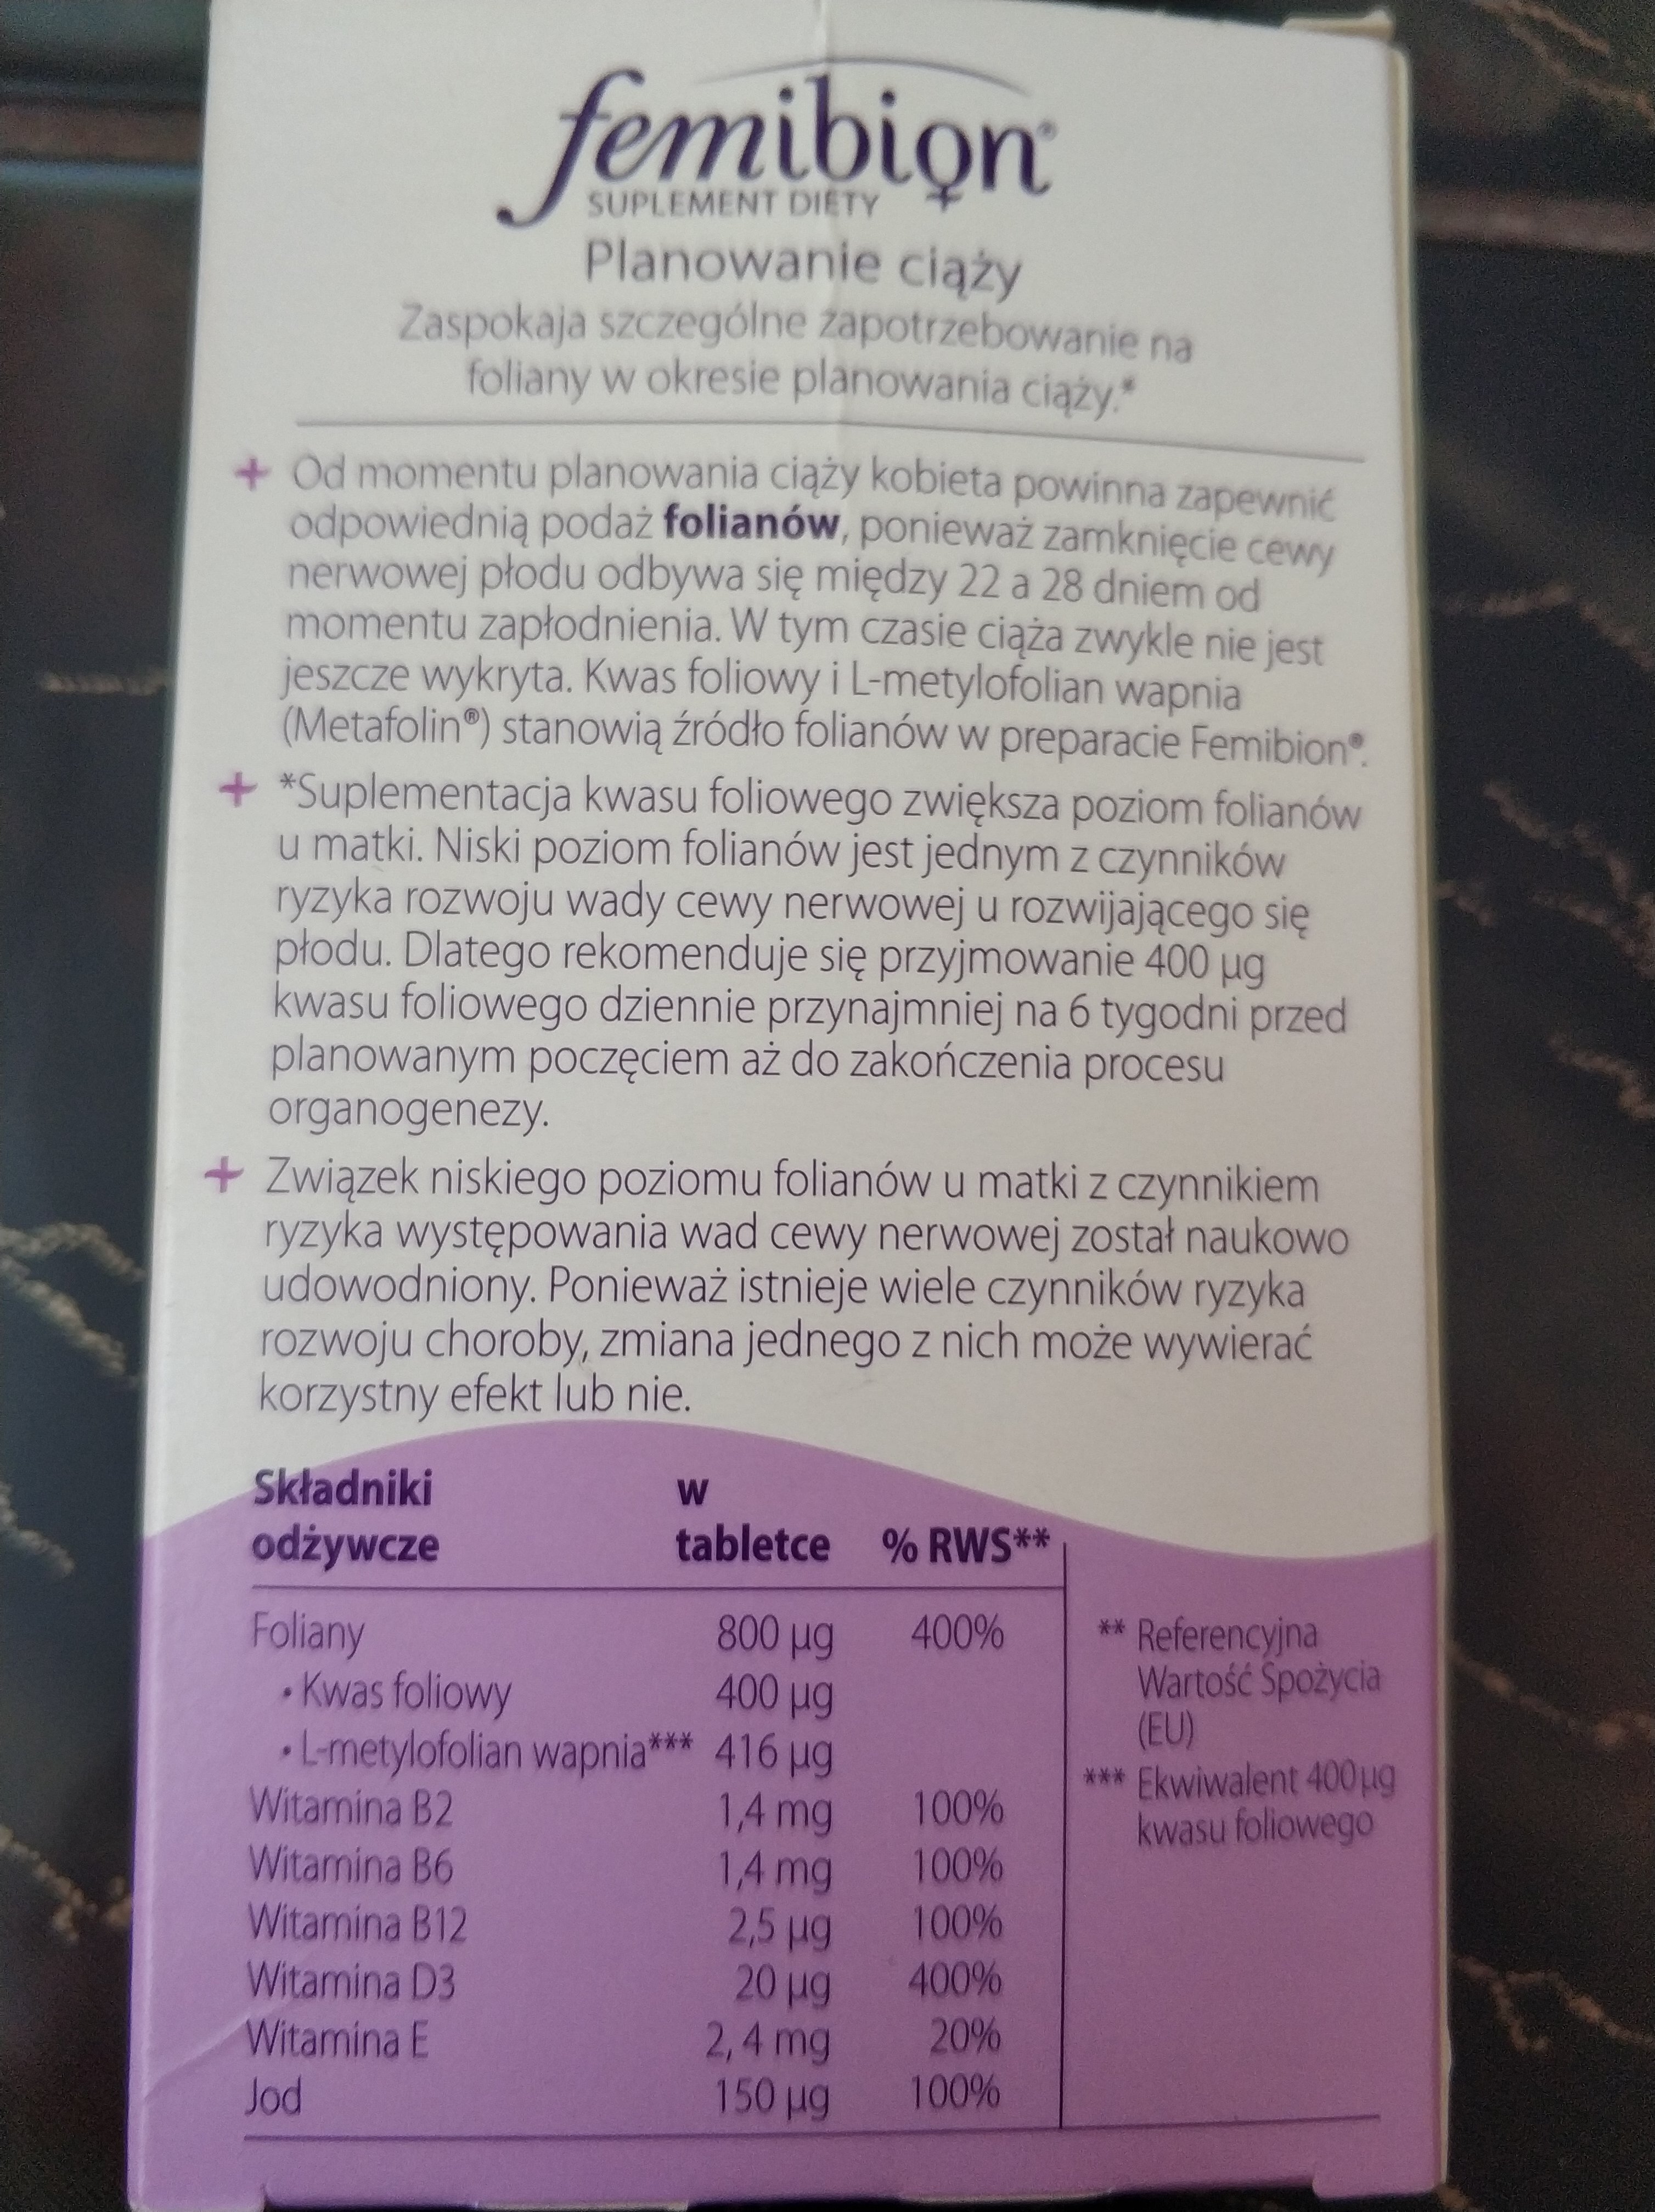 femibion®
SUPLEMENT DIETY
Planowanie ciąży
Zaspokaja szczególne zapotrzebowanie na
foliany w okresie planowania ciąży.*
+ Od momentu planowania ciąży kobieta powinna zapewnić
odpowiednią podaż folianów, ponieważ zamknięcie cewy
nerwowej płodu odbywa się między 22 a 28 dniem od
momentu zapłodnienia. W tym czasie ciąża zwykle nie jest
jeszcze wykryta. Kwas foliowy i L-metylofolian wapnia
(Metafolin®) stanowią źródło folianów w preparacie Femibion®.
+ *Suplementacja kwasu foliowego zwiększa poziom folianów
u matki. Niski poziom folianów jest jednym z czynników
ryzyka rozwoju wady cewy nerwowej u rozwijającego się
płodu. Dlatego rekomenduje się przyjmowanie 400 µg
kwasu foliowego dziennie przynajmniej na 6 tygodni przed
planowanym poczęciem aż do zakończenia procesu
organogenezy.
+ Związek niskiego poziomu folianów u matki z czynnikiem
ryzyka występowania wad cewy nerwowej został naukowo
udowodniony. Ponieważ istnieje wiele czynników ryzyka
rozwoju choroby, zmiana jednego z nich może wywierać
korzystny efekt lub nie.
Składniki odżywcze w tabletce % RWS**
Foliany 800 µg 400%
• Kwas foliowy 400 µg
• L-metylofolian wapnia*** 416 µg
Witamina B2 1,4 mg 100%
Witamina B6 1,4 mg 100%
Witamina B12 2,5 µg 100%
Witamina D3 20 µg 400%
Witamina E 2,4 mg 20%
Jod 150 µg 100%
** Referencyjna
Wartość Spożycia
(EU)
*** Ekwiwalent 400 µg
kwasu foliowego